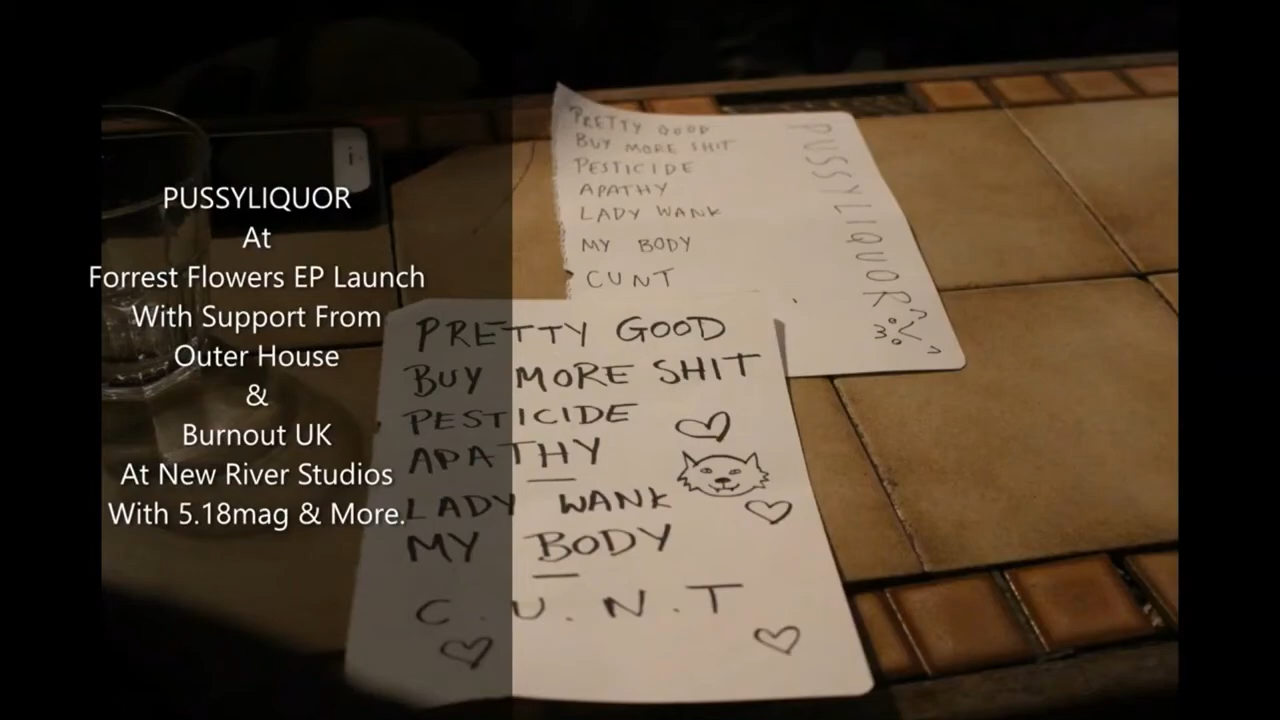 PUSSYLIQUOR
At
Forrest Flowers EP Launch
With Support From
Outer House
&
Burnout UK
At New River Studios
With 5.18mag & More.
PRETTY GOOD
BUY MORE SHIT
PESTICIDE
APATHY
LADY WANK
MY BODY
CUNT
PUSSYLIQUOR
PRETTY GOOD
BUY MORE SHIT
PESTICIDE
APATHY
LADY WANK
MY BODY
C.U.N.T